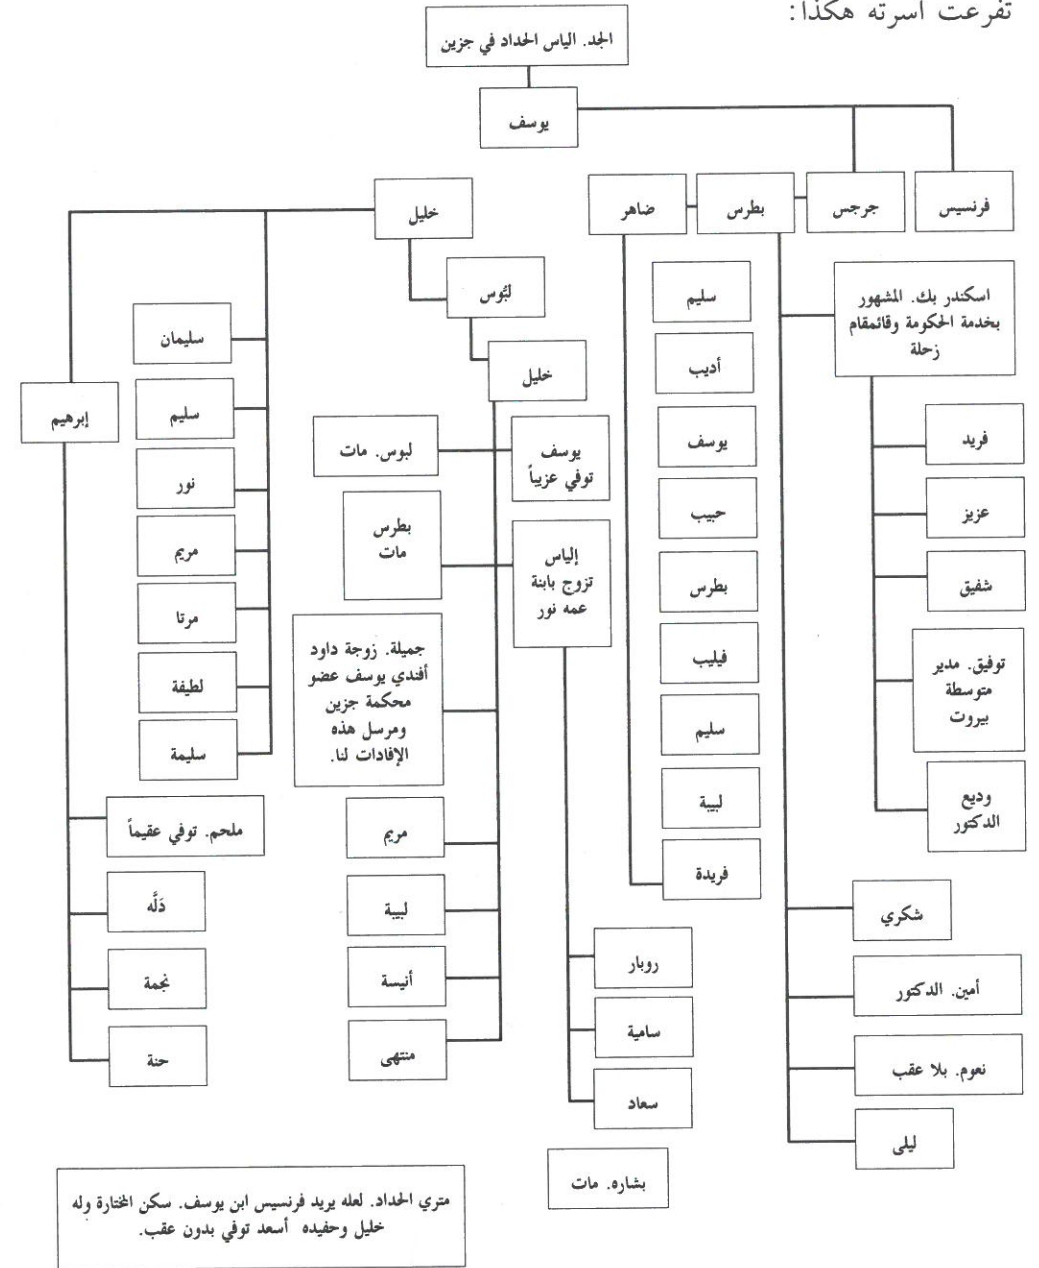 تفرعت أسرته هكذا:
الجد. الياس الحداد في جزين
يوسف
فرنسيس
جرجس
بطرس
ضاهر
خليل
اسكندر بك. المشهور
بخدمة الحكومة وقائمقام
زحلة
فريد
عزيز
شفيق
توفيق. مدير
متوسطة
بيروت
وديع
الدكتور
شكري
أمين. الدكتور
نعوم. بلا عقب
ليلى
سليم
أديب
يوسف
حبيب
بطرس
فيليب
سليم
لبيبة
فريدة
لبُّوس
خليل
يوسف
توفي عزيباً
لبوس. مات
إلياس
تزوج بابنة
عمه نور
بطرس
مات
جميلة. زوجة داود
أفندي يوسف عضو
محكمة جزين
ومرسل هذه
الإفادات لنا.
مريم
لبيبة
أنيسة
منتهى
روبار
سامية
سعاد
بشاره. مات
سليمان
سليم
نور
مريم
مرتا
لطيفة
سليمة
إبرهيم
ملحم. توفي عقيماً
دَلَّه
نجمة
حنة
متري الحداد. لعله يريد فرنسيس ابن يوسف. سكن المختارة وله
خليل وحفيده أسعد توفي بدون عقب.